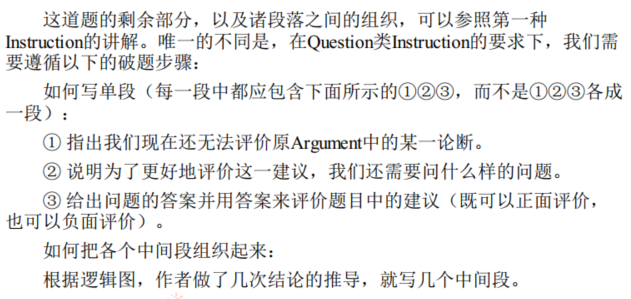 这道题的剩余部分，以及诸段落之间的组织，可以参照第一种
Instruction的讲解。唯一的不同是，在Question类Instruction的要求下，我们需
要遵循以下的破题步骤：
如何写单段（每一段中都应包含下面所示的①②③，而不是①②③各成
一段）：
① 指出我们现在还无法评价原Argument中的某一论断。
② 说明为了更好地评价这一建议，我们还需要问什么样的问题。
③ 给出问题的答案并用答案来评价题目中的建议（既可以正面评价，
也可以负面评价）。
如何把各个中间段组织起来：
根据逻辑图，作者做了几次结论的推导，就写几个中间段。